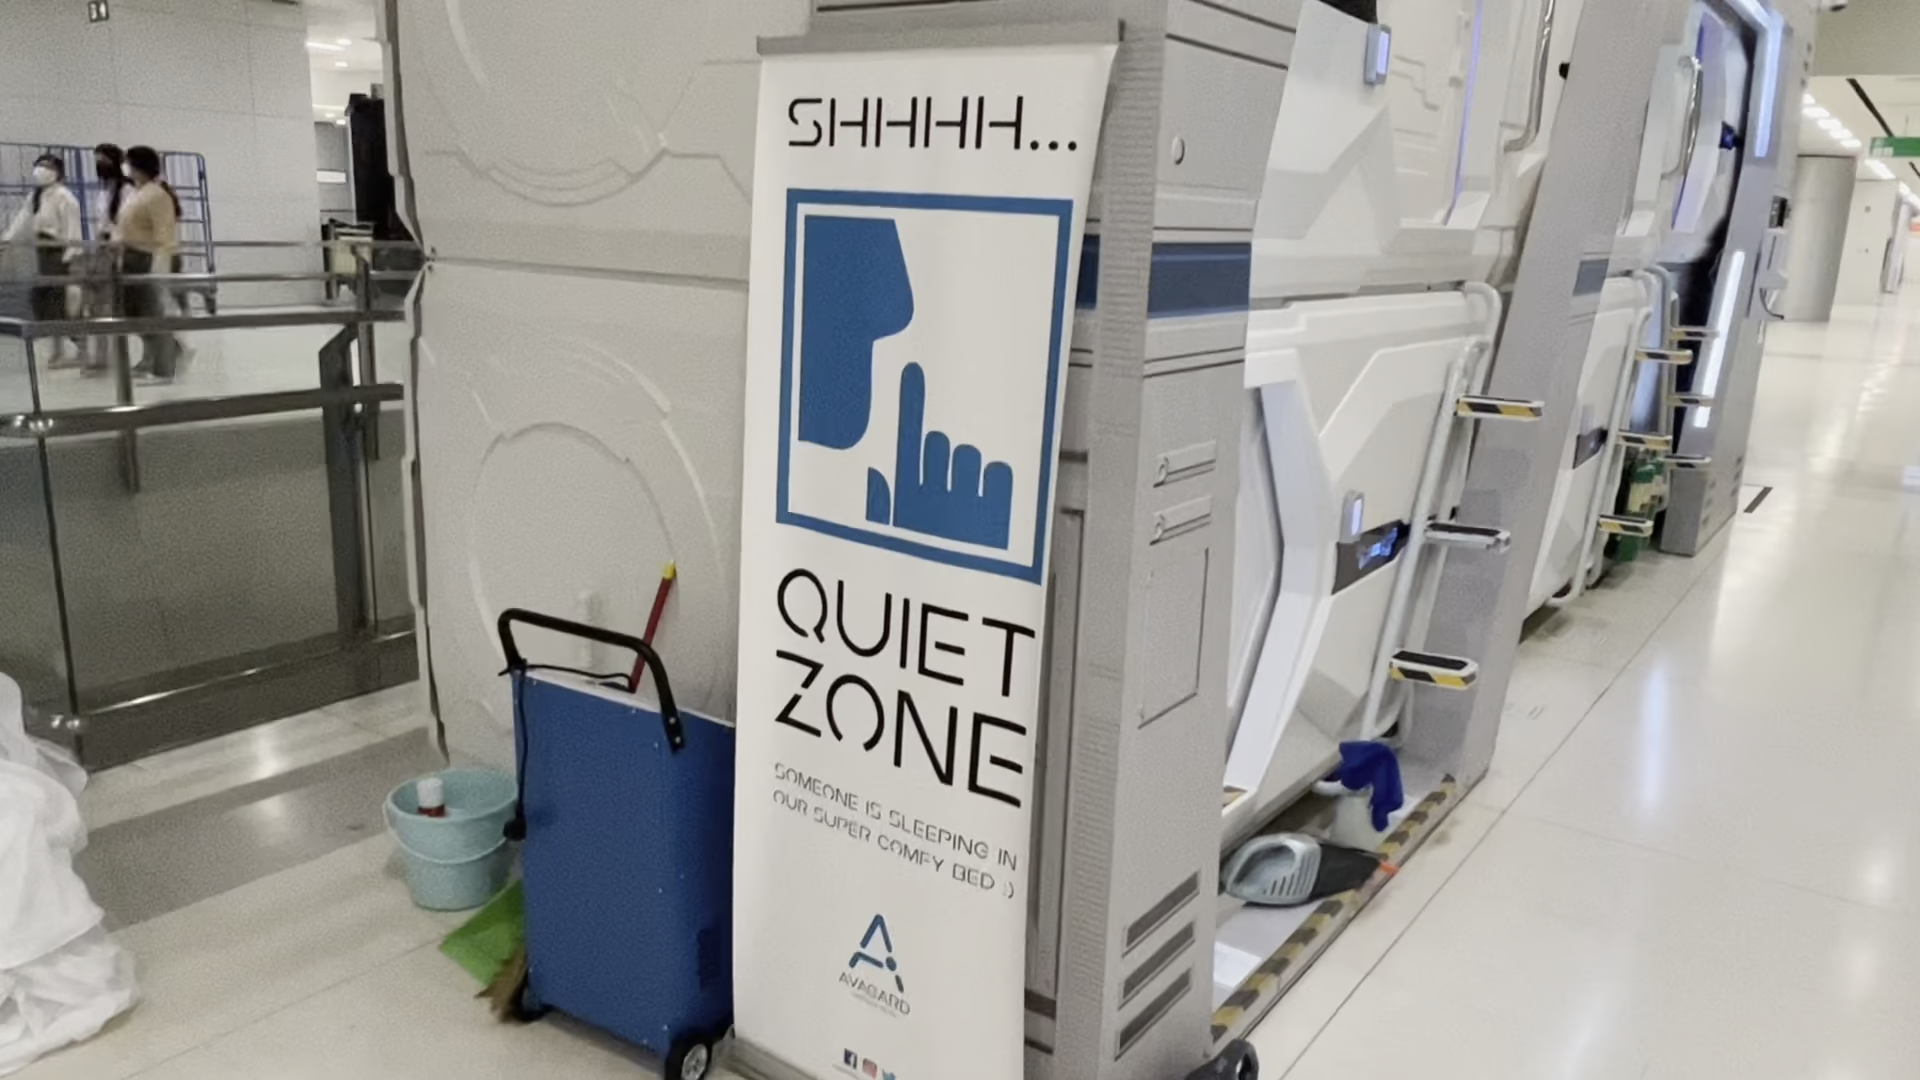 SHHHH...
QUIET
ZONE
SOMEONE IS SLEEPING IN
OUR SUPER COMFY BED :)
AVAGARD